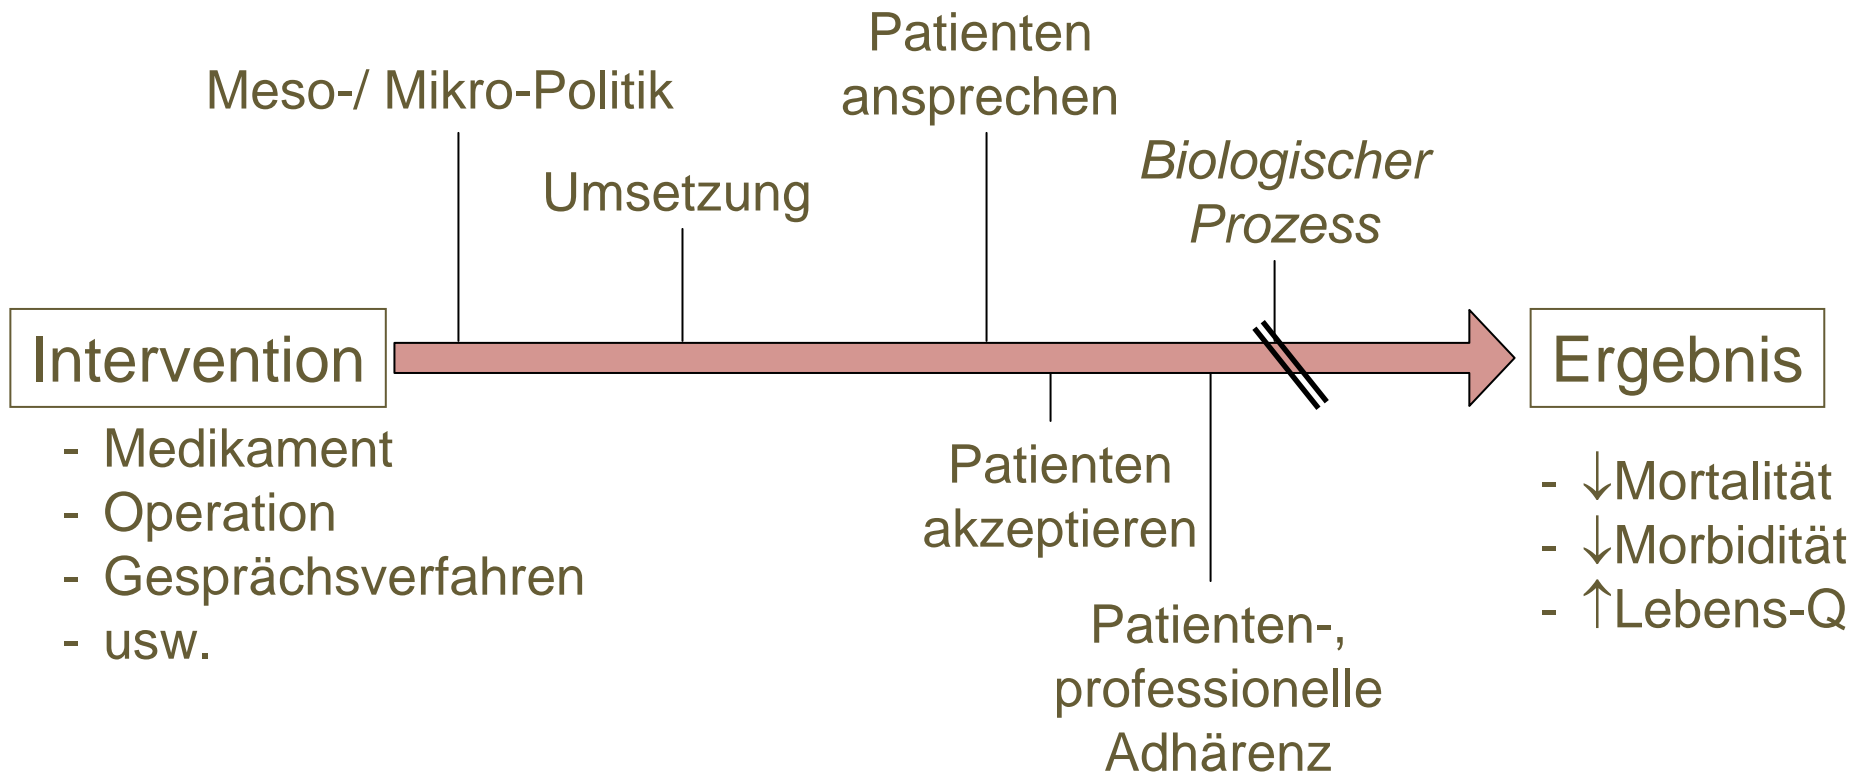 Patienten
ansprechen
Meso-/ Mikro-Politik
Umsetzung
Biologischer
Prozess
Intervention
Ergebnis
- Medikament
- Operation
- Gesprächsverfahren
- usw.
Patienten
akzeptieren
Patienten-,
professionelle
Adhärenz
- ↓Mortalität
- ↓Morbidität
- ↑Lebens-Q